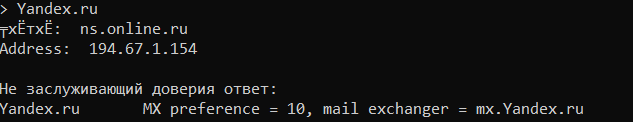 > Yandex.ru
╤хЁтхЁ:  ns.online.ru
Address:  194.67.1.154
Не заслуживающий доверия ответ:
Yandex.ru       MX preference = 10, mail exchanger = mx.Yandex.ru